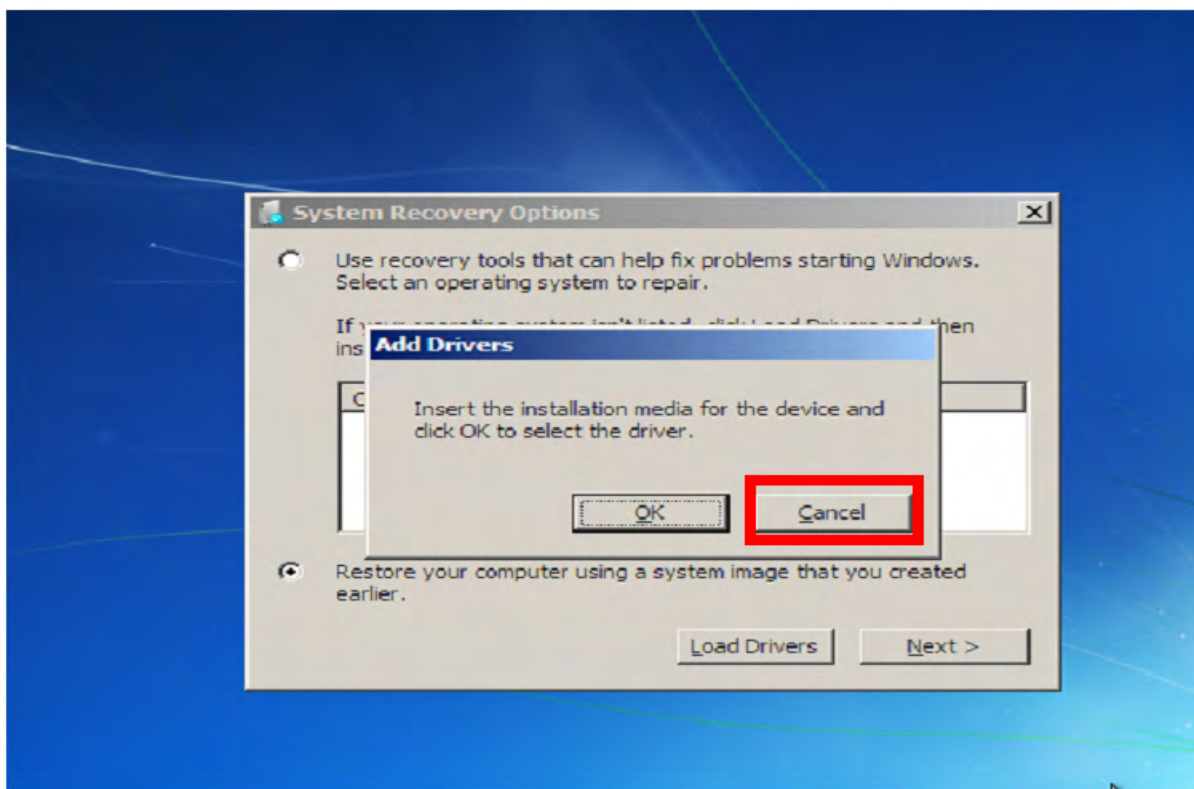 System Recovery Options
Use recovery tools that can help fix problems starting Windows.
Select an operating system to repair.
If
then
ins
Add Drivers
Insert the installation media for the device and
click OK to select the driver.
OK
Cancel
Restore your computer using a system image that you created
earlier.
Load Drivers
Next >